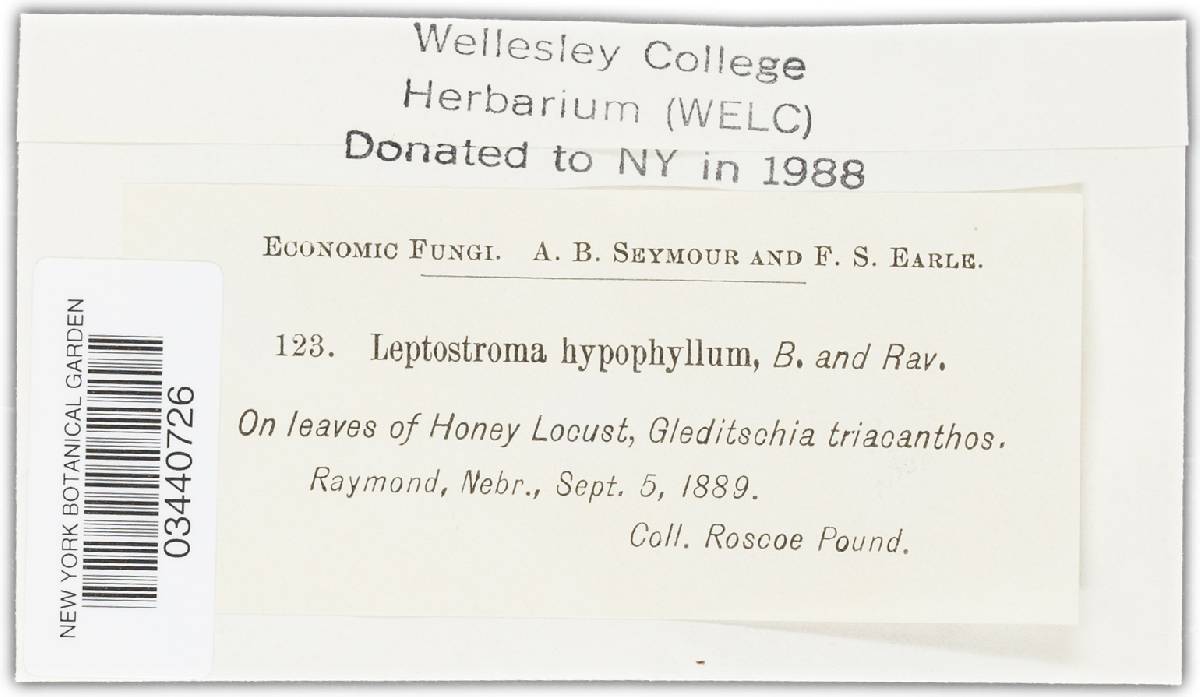 Wellesley College
Herbarium (WELC)
Donated to NY in 1988
ECONOMIC FUNGI. A. B. SEYMOUR AND F. S. EARLE.
123. Leptostroma hypophyllum, B. and Rav.
On leaves of Honey Locust, Gleditschia triacanthos.
Raymond, Nebr., Sept. 5, 1889.
Coll. Roscoe Pound.
NEW YORK BOTANICAL GARDEN
03440726